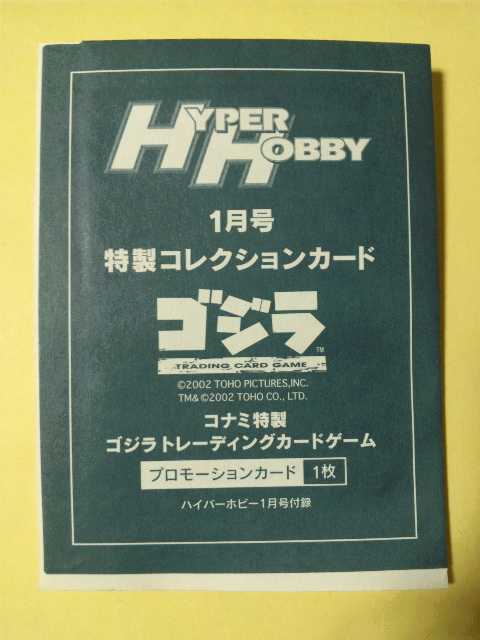 HYPER
HOBBY
1月号
特製コレクションカード
ゴジラ
TM
TRADING CARD GAME
©2002 TOHO PICTURES,INC.
TM&©2002 TOHO CO., LTD.
コナミ特製
ゴジラトレーディングカードゲーム
プロモーションカード 1枚
ハイパーホビー1月号付録